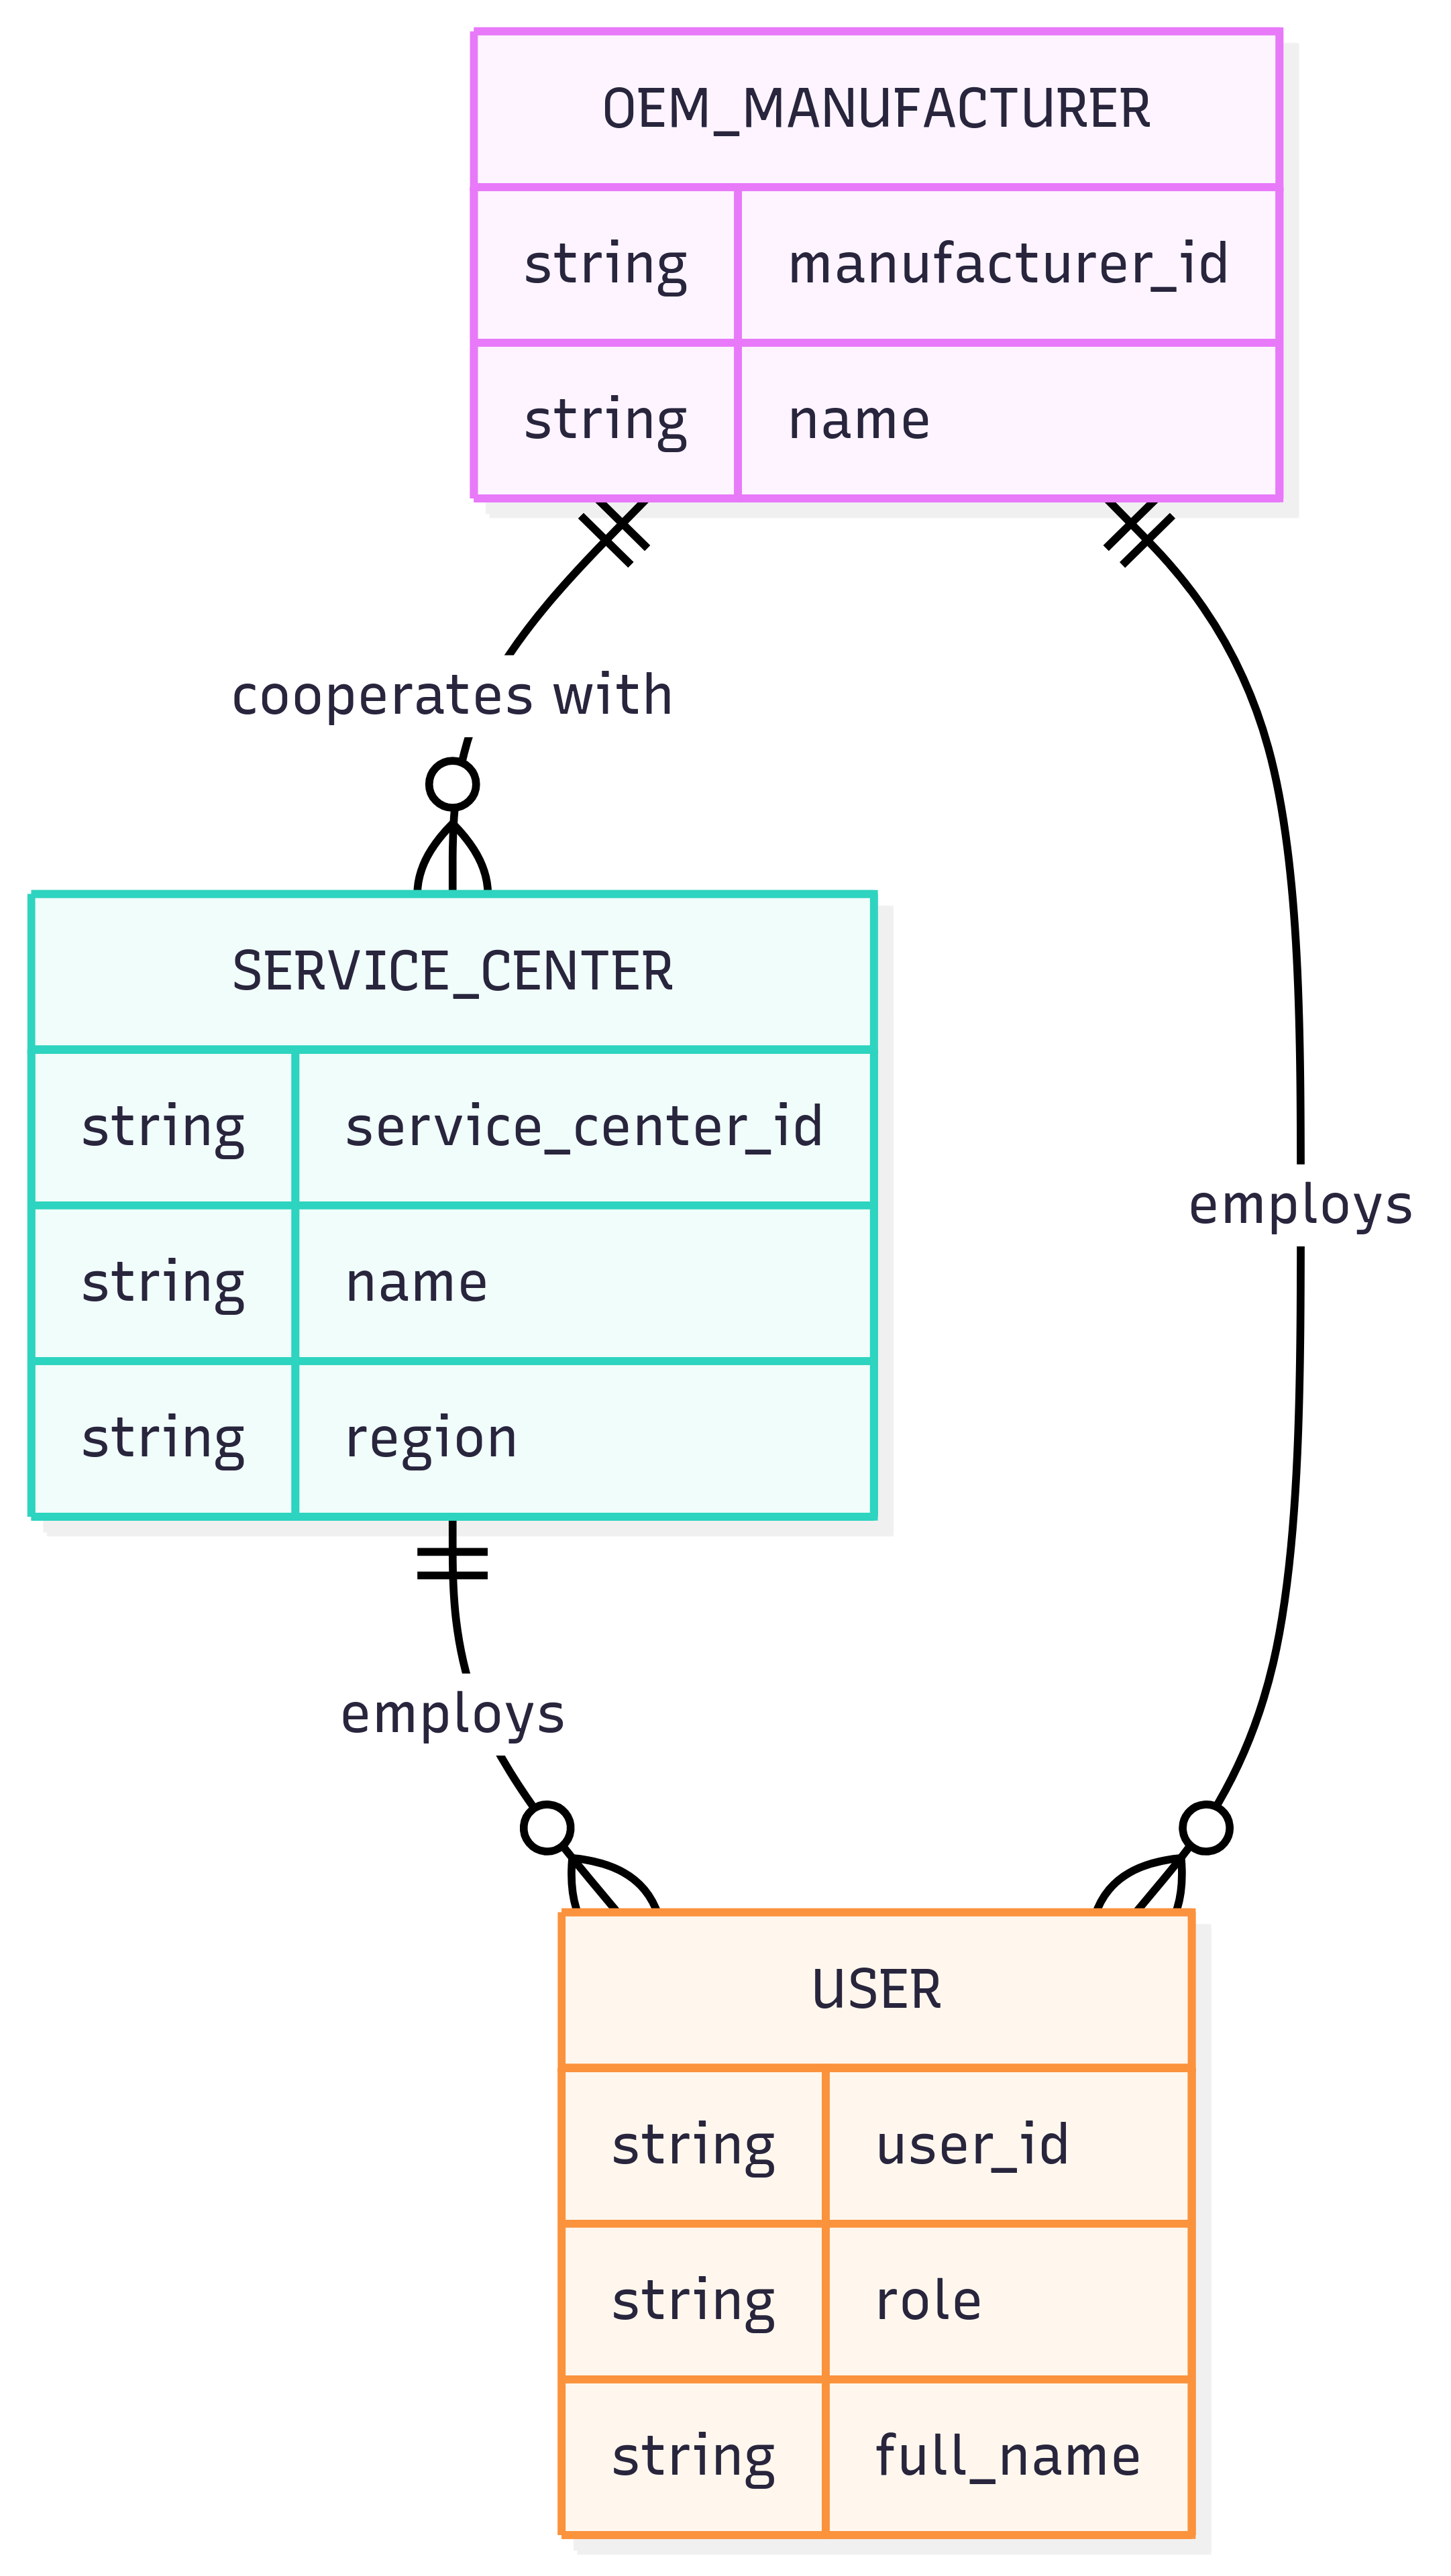 OEM_MANUFACTURER
string manufacturer_id
string name
cooperates with
SERVICE_CENTER
string service_center_id
employs
string name
string region
employs
USER
string user_id
string role
string full_name